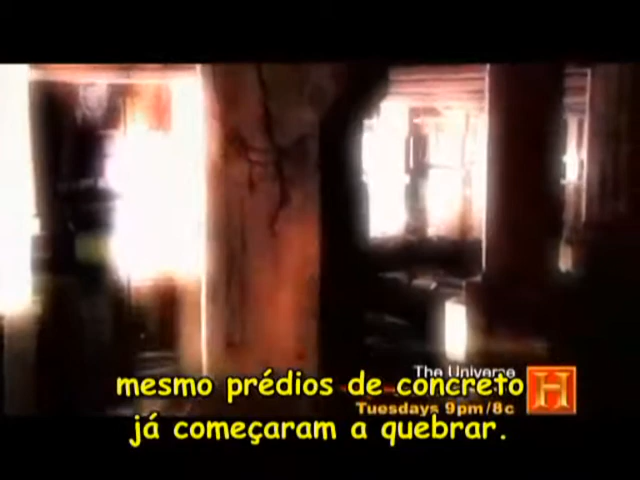 The Universe
mesmo prédios de concreto
Tuesdays 9pm/8c
H
já começaram a quebrar.